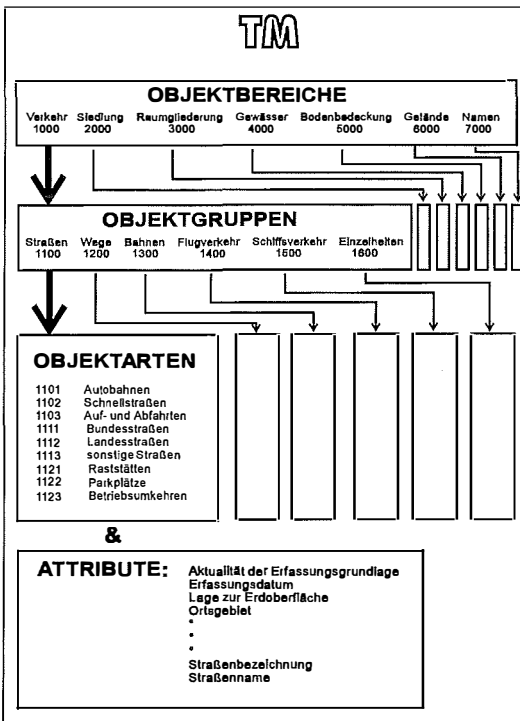 TM
OBJEKTBEREICHE
Verkehr Siedlung Raumgliederung Gewässer Bodenbedeckung Gelände Namen
1000 2000 3000 4000 5000 6000 7000
OBJEKTGRUPPEN
Straßen Wege Bahnen Flugverkehr Schiffsverkehr Einzelheiten
1100 1200 1300 1400 1500 1600
OBJEKTARTEN
1101 Autobahnen
1102 Schnellstraßen
1103 Auf- und Abfahrten
1111 Bundesstraßen
1112 Landesstraßen
1113 sonstige Straßen
1121 Raststätten
1122 Parkplätze
1123 Betriebsumkehren
&
ATTRIBUTE:
Aktualität der Erfassungsgrundlage
Erfassungsdatum
Lage zur Erdoberfläche
Ortsgebiet
•
•
•
Straßenbezeichnung
Straßenname